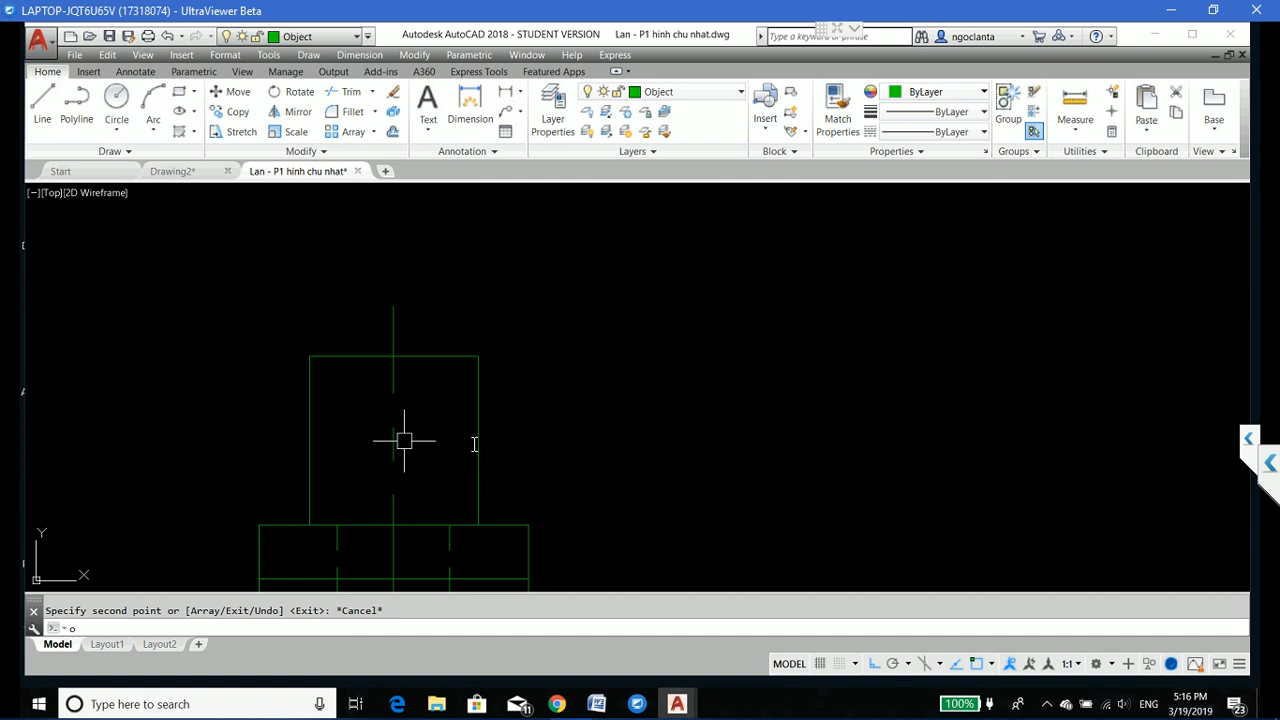 LAPTOP-JQT6U65V (17318074) - UltraViewer Beta
Object
Autodesk AutoCAD 2018 - STUDENT VERSION Lan - P1 hinh chu nhat.dwg
Type a keyword or phrase
ngoclanta
File Edit View Insert Format Tools Draw Dimension Modify Parametric Window Help Express
Home Insert Annotate Parametric View Manage Output Add-ins A360 Express Tools Featured Apps
Line Polyline Circle Arc
Move Rotate Trim
Copy Mirror Fillet
Stretch Scale Array
Text Dimension
Layer Properties
Object
Insert
Match Properties
ByLayer
ByLayer
ByLayer
Group Measure Paste Base
Draw Modify Annotation Layers Block Properties Groups Utilities Clipboard View
Start Drawing2* Lan - P1 hinh chu nhat*
[−][Top][2D Wireframe]
Y
X
Specify second point or [Array/Exit/Undo] <Exit>: *Cancel*
o
Model Layout1 Layout2
MODEL 1:1
Type here to search
11
100%
ENG
5:16 PM
3/19/2019
23